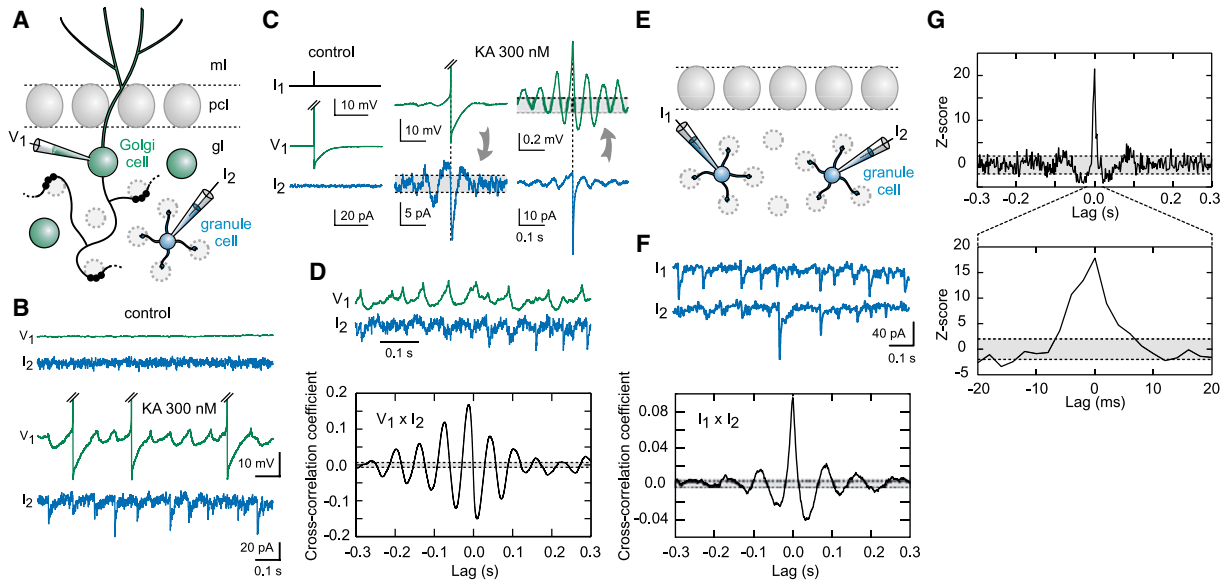 A
ml
pcl
V1
Golgi
cell
gl
I2
granule
cell
B
control
V1
I2
KA 300 nM
V1
10 mV
I2
20 pA
0.1 s
C
control
KA 300 nM
I1
10 mV
V1
I2
20 pA
10 mV
5 pA
0.2 mV
10 pA
0.1 s
D
V1
I2
0.1 s
Cross-correlation coefficient
V1 x I2
0.2
0.1
0.0
-0.1
-0.2
-0.3 -0.2 -0.1 0.0 0.1 0.2 0.3
Lag (s)
E
I1
I2
granule
cell
F
I1
I2
40 pA
0.1 s
Cross-correlation coefficient
I1 x I2
0.08
0.04
0.0
-0.04
-0.3 -0.2 -0.1 0.0 0.1 0.2 0.3
Lag (s)
G
Z-score
20
10
0
-0.3 -0.2 -0.1 0.0 0.1 0.2 0.3
Lag (s)
Z-score
20
15
10
5
0
-5
-20 -10 0 10 20
Lag (ms)